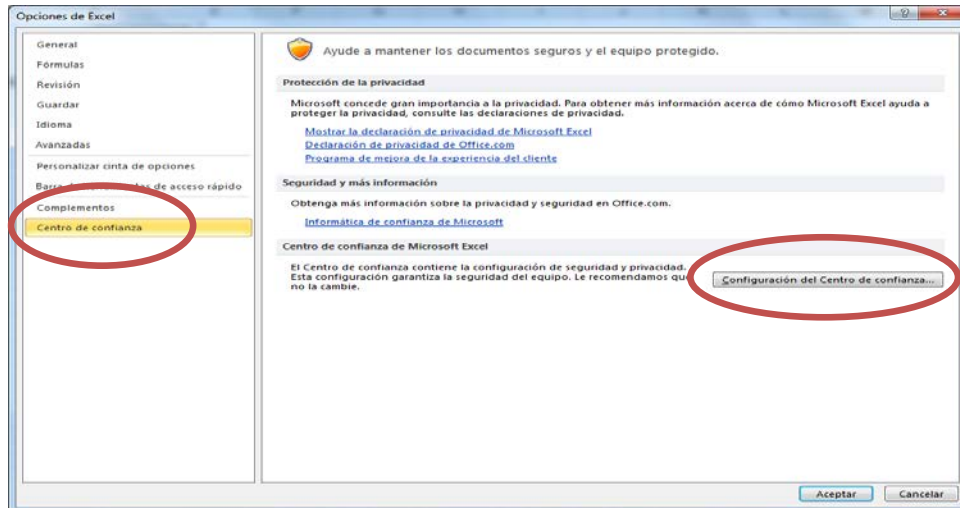 Opciones de Excel
General
Fórmulas
Revisión
Guardar
Idioma
Avanzadas
Personalizar cinta de opciones
Barra de acceso rápido
Complementos
Centro de confianza
Ayude a mantener los documentos seguros y el equipo protegido.
Protección de la privacidad
Microsoft concede gran importancia a la privacidad. Para obtener más información acerca de cómo Microsoft Excel ayuda a
proteger la privacidad, consulte las declaraciones de privacidad.
Mostrar la declaración de privacidad de Microsoft Excel
Declaración de privacidad de Office.com
Programa de mejora de la experiencia del cliente
Seguridad y más información
Obtenga más información sobre la privacidad y seguridad en Office.com.
Informática de confianza de Microsoft
Centro de confianza de Microsoft Excel
El Centro de confianza contiene la configuración de seguridad y privacidad.
Esta configuración garantiza la seguridad del equipo. Le recomendamos que
no la cambie.
Configuración del Centro de confianza...
Aceptar
Cancelar